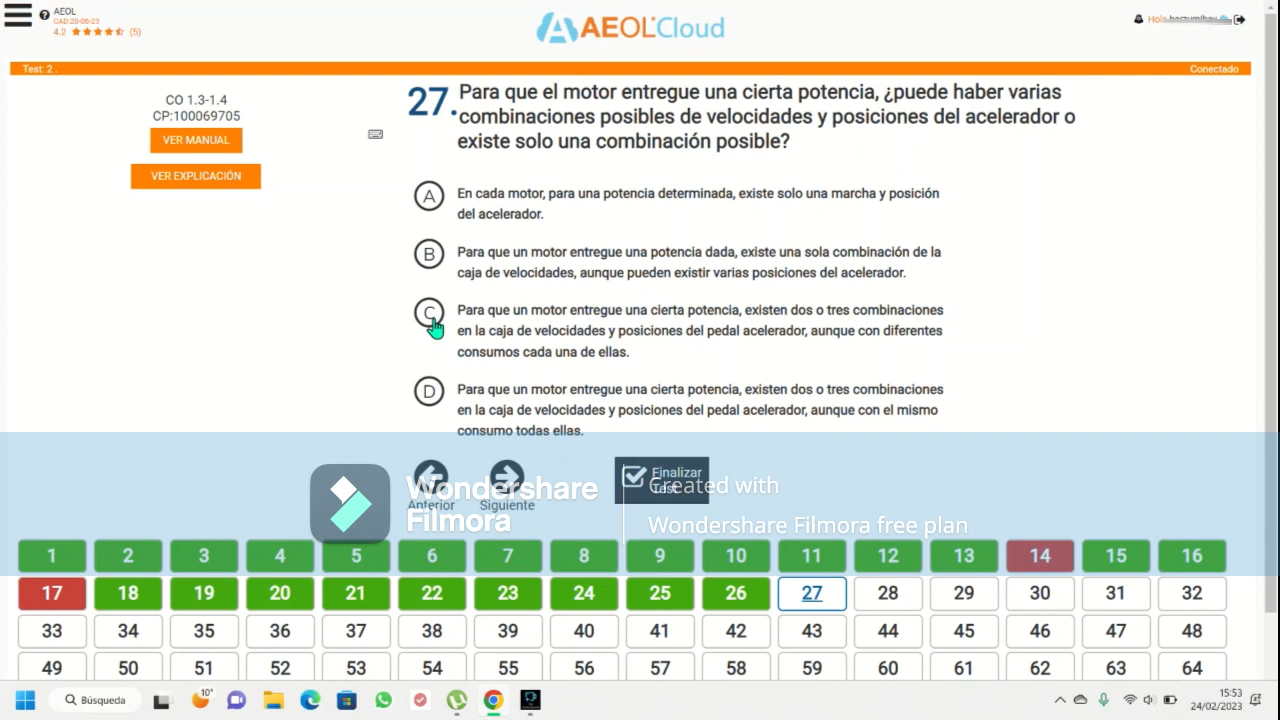 AEOL
CAD:20-08-23
4.2 (5)
AEOL Cloud
Hola
Test: 2 .
Conectado
CO 1.3-1.4
CP:100069705
VER MANUAL
VER EXPLICACIÓN
27. Para que el motor entregue una cierta potencia, ¿puede haber varias
combinaciones posibles de velocidades y posiciones del acelerador o
existe solo una combinación posible?
A En cada motor, para una potencia determinada, existe solo una marcha y posición
del acelerador.
B Para que un motor entregue una potencia dada, existe una sola combinación de la
caja de velocidades, aunque pueden existir varias posiciones del acelerador.
C Para que un motor entregue una cierta potencia, existen dos o tres combinaciones
en la caja de velocidades y posiciones del pedal acelerador, aunque con diferentes
consumos cada una de ellas.
D Para que un motor entregue una cierta potencia, existen dos o tres combinaciones
en la caja de velocidades y posiciones del pedal acelerador, aunque con el mismo
consumo todas ellas.
Anterior Siguiente
Finalizar
Test
Wondershare
Filmora
Created with
Wondershare Filmora free plan
1 2 3 4 5 6 7 8 9 10 11 12 13 14 15 16
17 18 19 20 21 22 23 24 25 26 27 28 29 30 31 32
33 34 35 36 37 38 39 40 41 42 43 44 45 46 47 48
49 50 51 52 53 54 55 56 57 58 59 60 61 62 63 64
Búsqueda
10°
15:53
24/02/2023